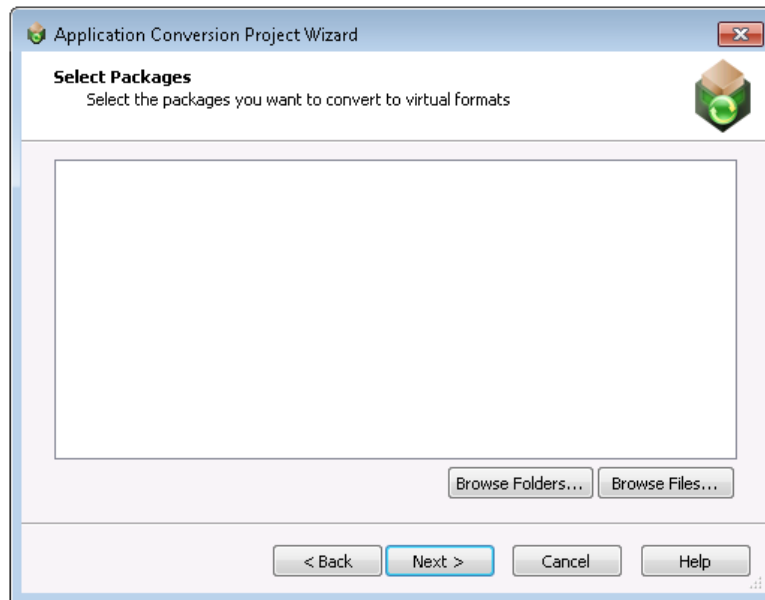 Application Conversion Project Wizard
Select Packages
Select the packages you want to convert to virtual formats
Browse Folders... Browse Files...
< Back Next > Cancel Help